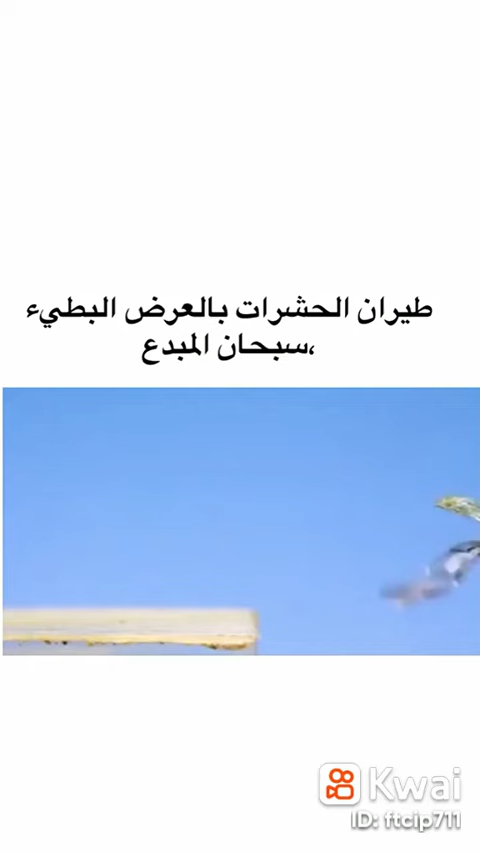 طيران الحشرات بالعرض البطيء
،سبحان المبدع
Kwai
ID: ftcip711